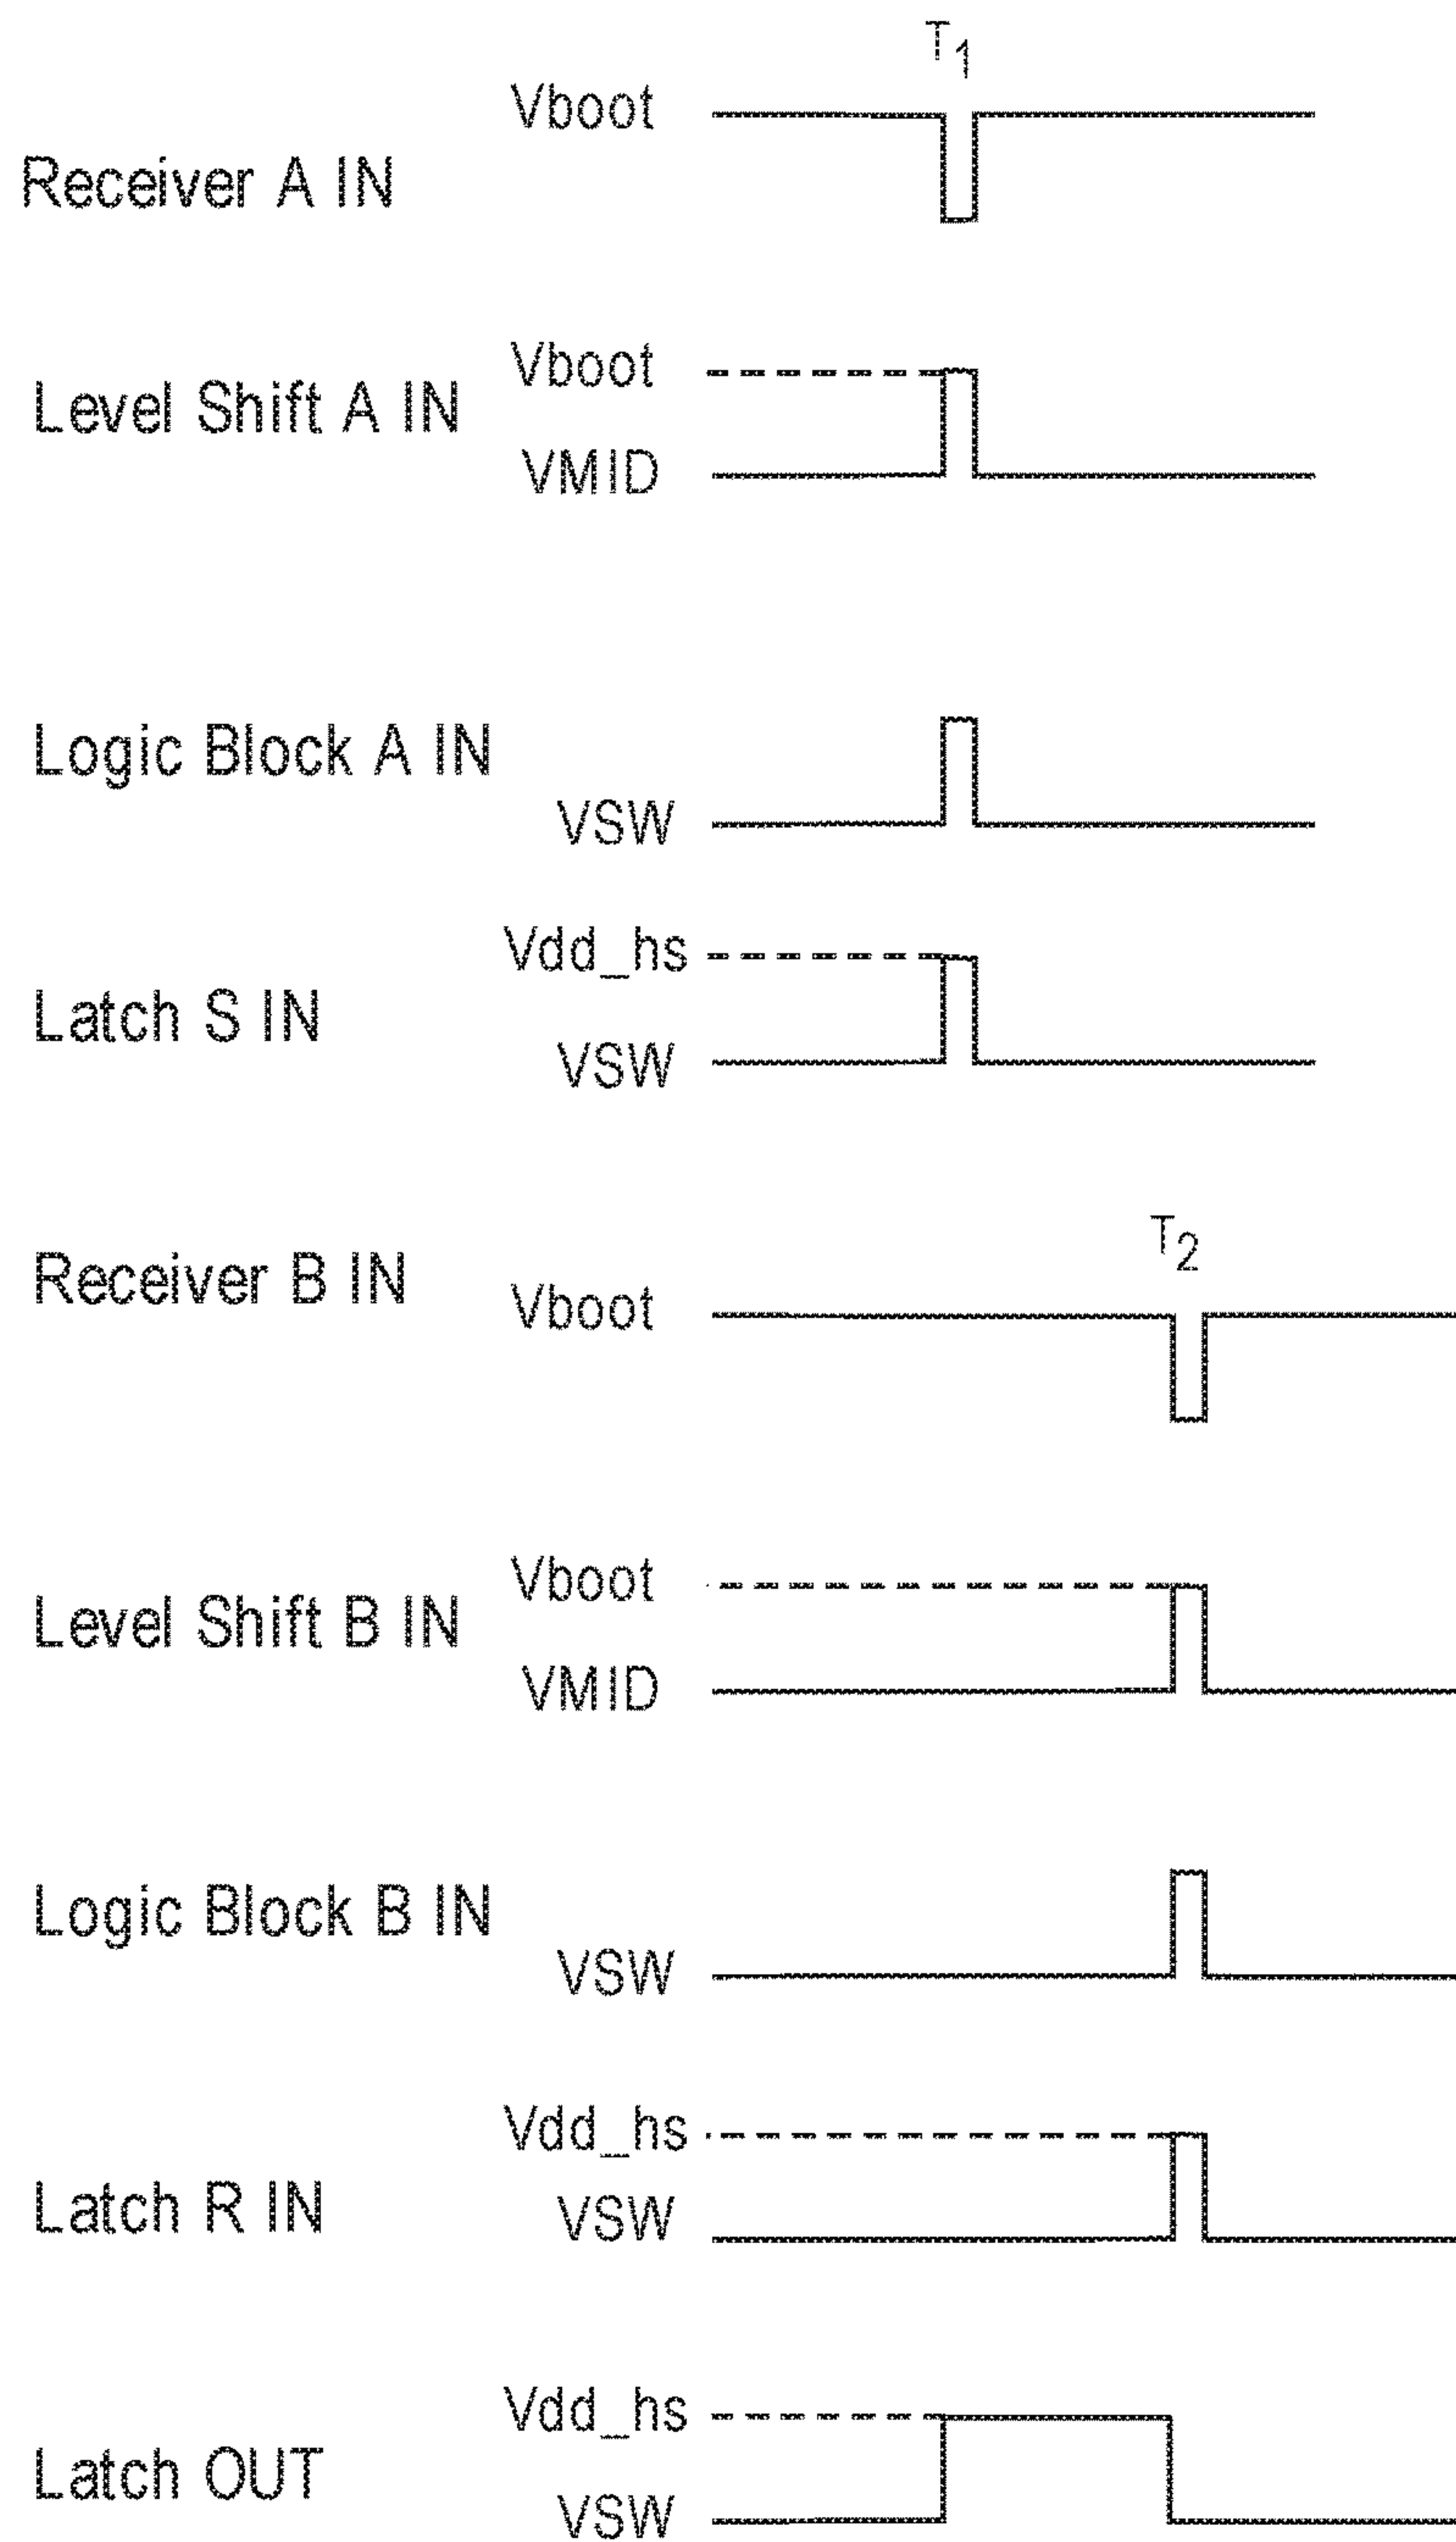 T1
Vboot
Receiver A IN
Vboot
Level Shift A IN
VMID
Logic Block A IN
VSW
Vdd_hs
Latch S IN
VSW
T2
Receiver B IN
Vboot
Vboot
Level Shift B IN
VMID
Logic Block B IN
VSW
Vdd_hs
Latch R IN
VSW
Vdd_hs
Latch OUT
VSW